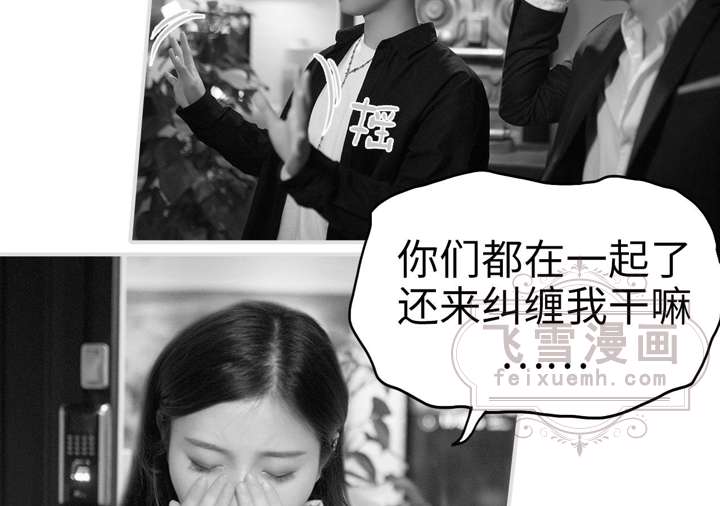 摇
你们都在一起了
还来纠缠我干嘛
……
飞雪漫画
feixuemh.com